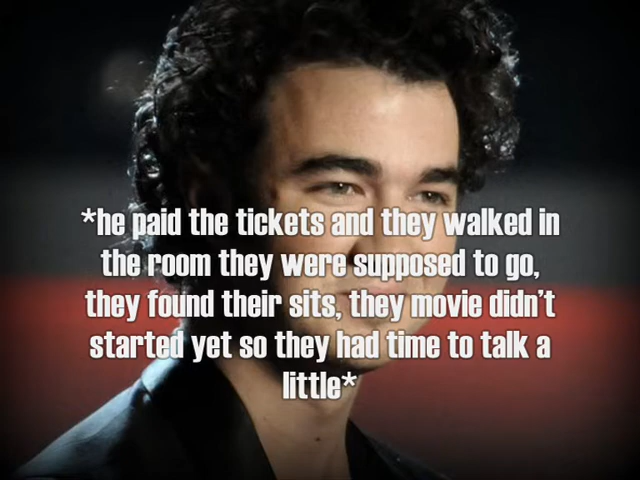 *he paid the tickets and they walked in
the room they were supposed to go,
they found their sits, they movie didn't
started yet so they had time to talk a
little*